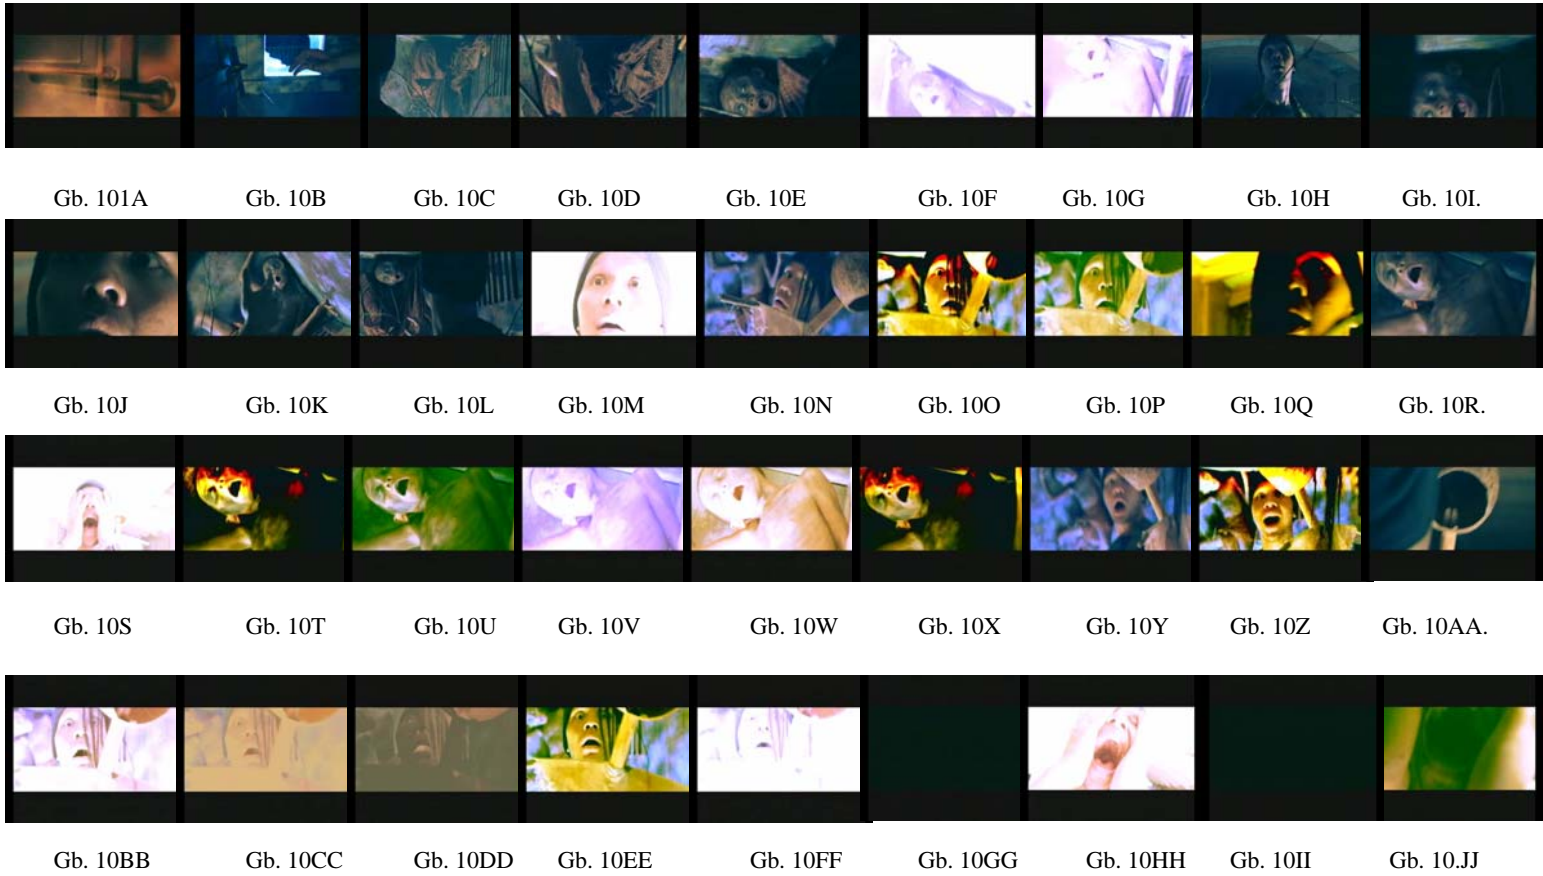 Gb. 101A Gb. 10B Gb. 10C Gb. 10D Gb. 10E Gb. 10F Gb. 10G Gb. 10H Gb. 10I.
Gb. 10J Gb. 10K Gb. 10L Gb. 10M Gb. 10N Gb. 10O Gb. 10P Gb. 10Q Gb. 10R.
Gb. 10S Gb. 10T Gb. 10U Gb. 10V Gb. 10W Gb. 10X Gb. 10Y Gb. 10Z Gb. 10AA.
Gb. 10BB Gb. 10CC Gb. 10DD Gb. 10EE Gb. 10FF Gb. 10GG Gb. 10HH Gb. 10II Gb. 10.JJ